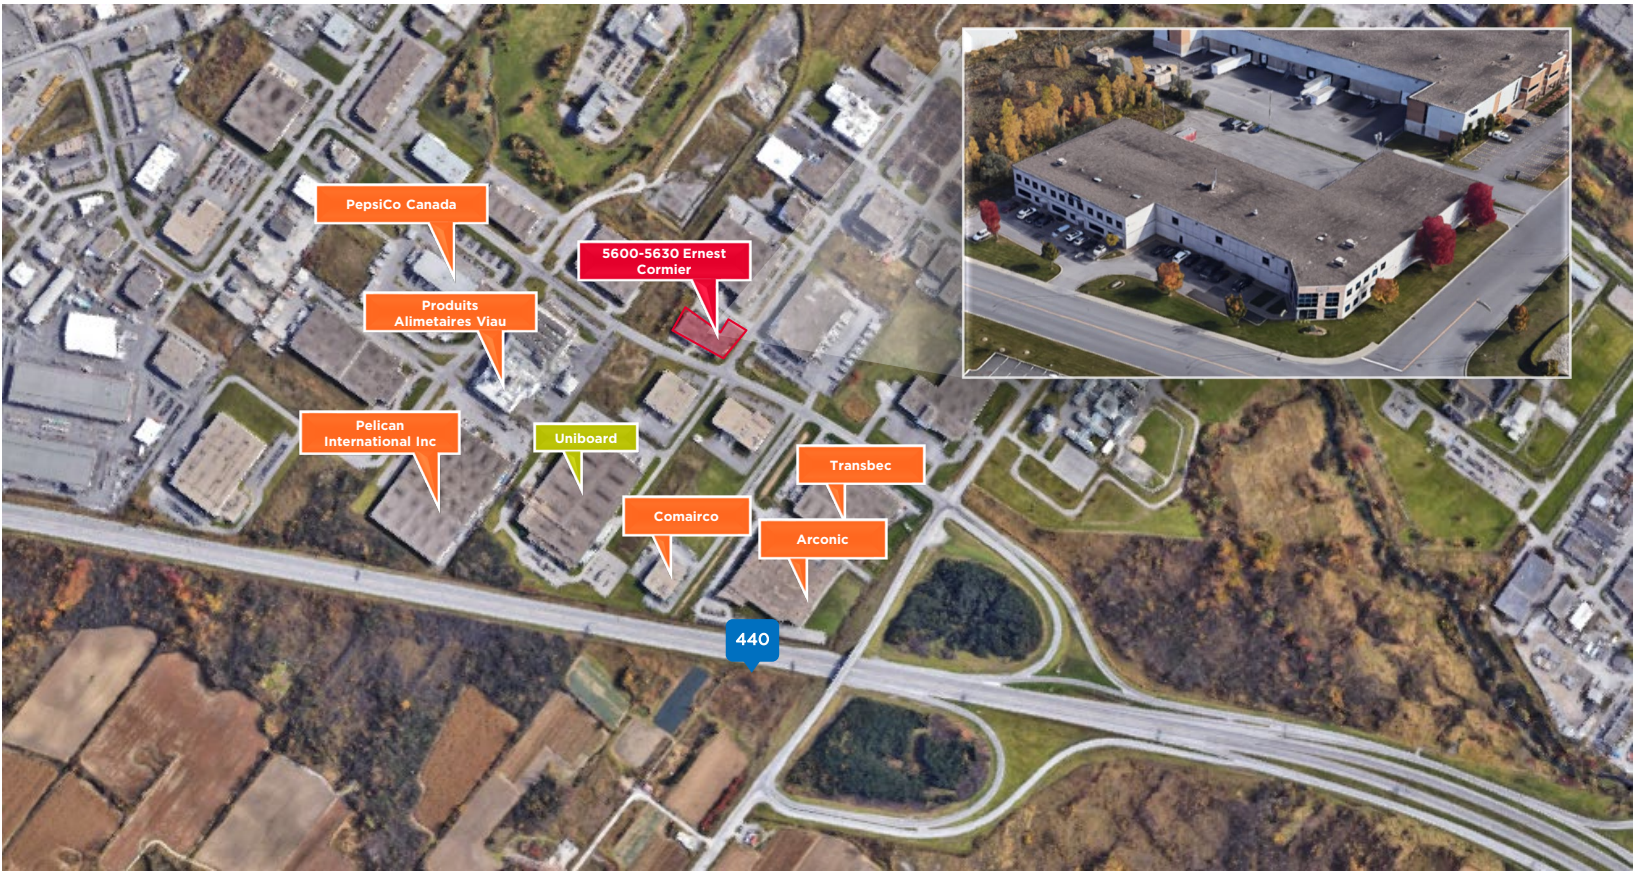 PepsiCo Canada
5600-5630 Ernest
Cormier
Produits
Alimetaires Viau
Pelican
International Inc
Uniboard
Transbec
Comairco
Arconic
440